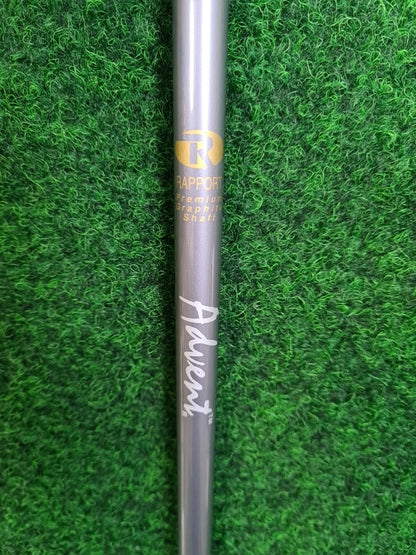 R
RAPPORT
Premium
Graphite
Shaft
Advent™